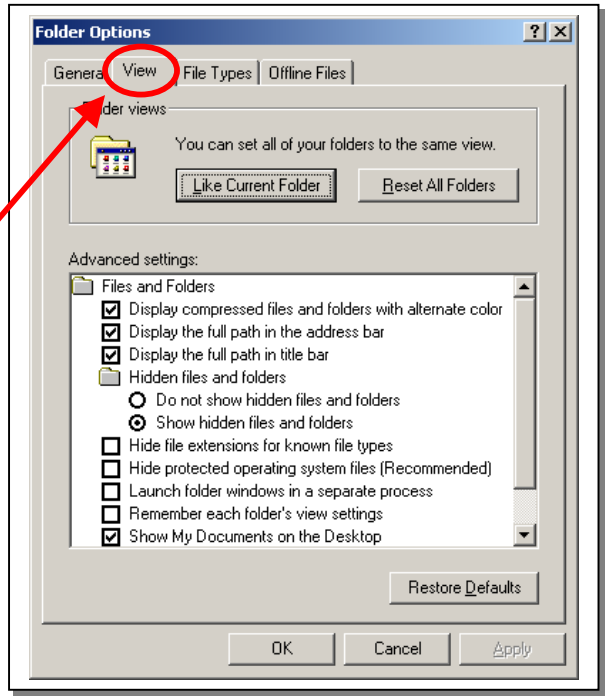 Folder Options
General View File Types Offline Files
Folder views
You can set all of your folders to the same view.
Like Current Folder Reset All Folders
Advanced settings:
Files and Folders
Display compressed files and folders with alternate color
Display the full path in the address bar
Display the full path in title bar
Hidden files and folders
Do not show hidden files and folders
Show hidden files and folders
Hide file extensions for known file types
Hide protected operating system files (Recommended)
Launch folder windows in a separate process
Remember each folder's view settings
Show My Documents on the Desktop
Restore Defaults
OK Cancel Apply